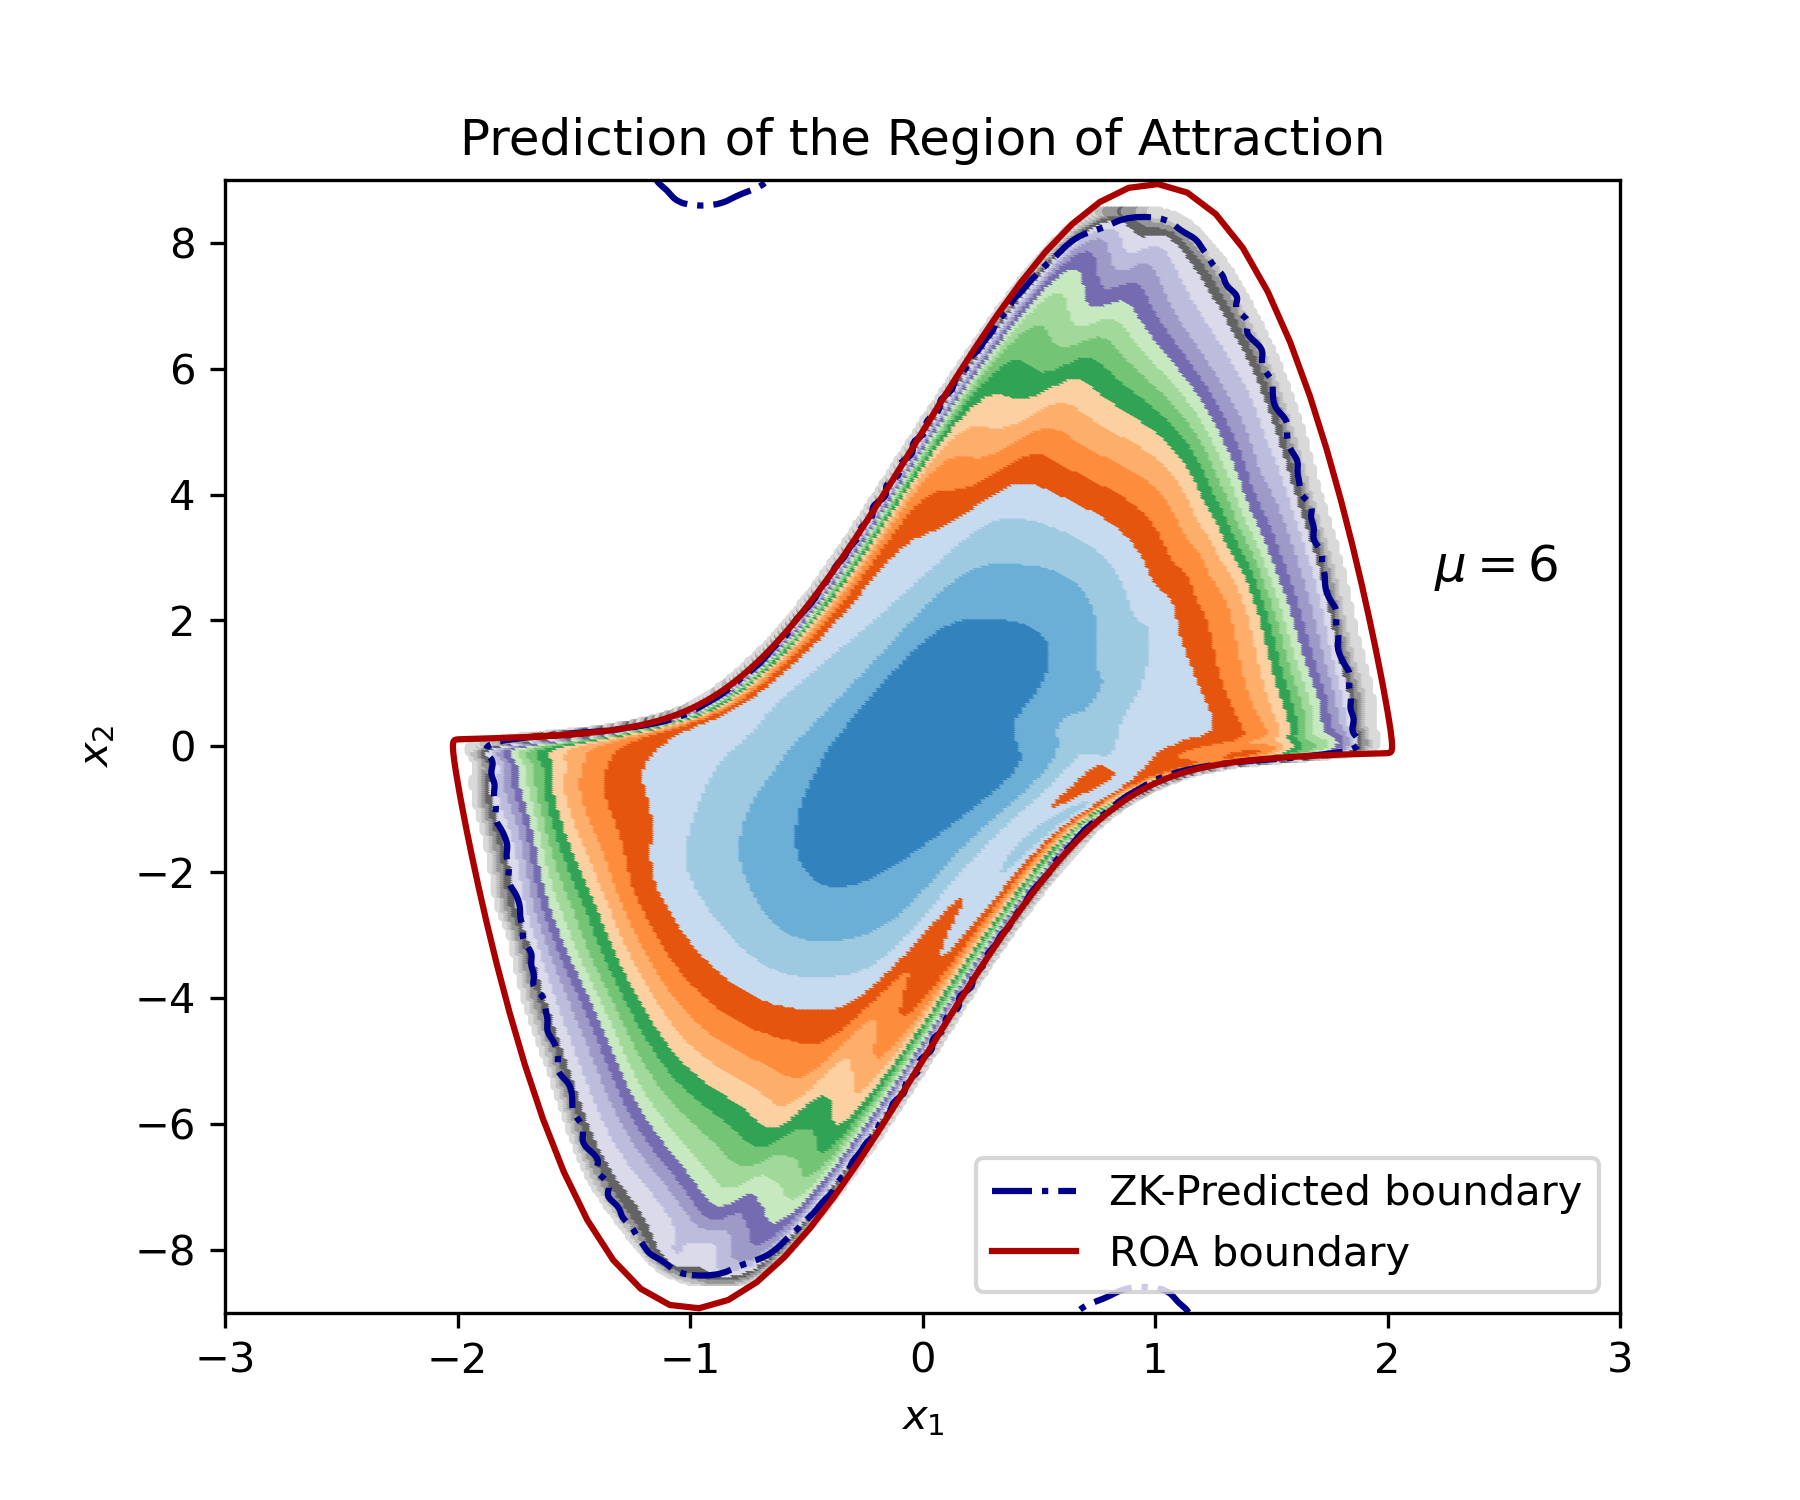 Prediction of the Region of Attraction
8
6
4
2
0
−2
−4
−6
−8
x₂
μ = 6
ZK-Predicted boundary
ROA boundary
−3 −2 −1 0 1 2 3
x₁